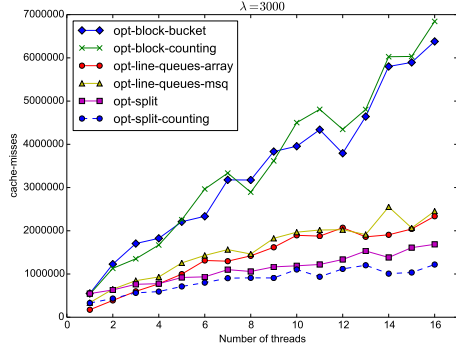 λ=3000
7000000
6000000
5000000
4000000
3000000
2000000
1000000
0
cache-misses
opt-block-bucket
opt-block-counting
opt-line-queues-array
opt-line-queues-msq
opt-split
opt-split-counting
0 2 4 6 8 10 12 14 16
Number of threads